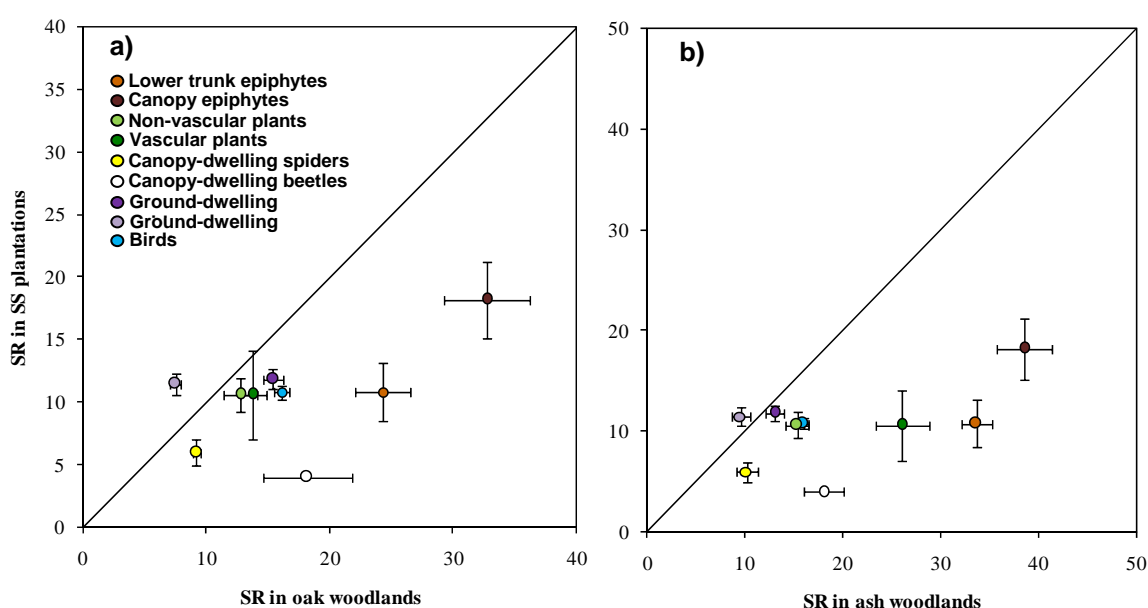 a)
Lower trunk epiphytes
Canopy epiphytes
Non-vascular plants
Vascular plants
Canopy-dwelling spiders
Canopy-dwelling beetles
Ground-dwelling
Ground-dwelling
Birds
SR in SS plantations
40
35
30
25
20
15
10
5
0
0 10 20 30 40
SR in oak woodlands
b)
50
40
30
20
10
0
0 10 20 30 40 50
SR in ash woodlands